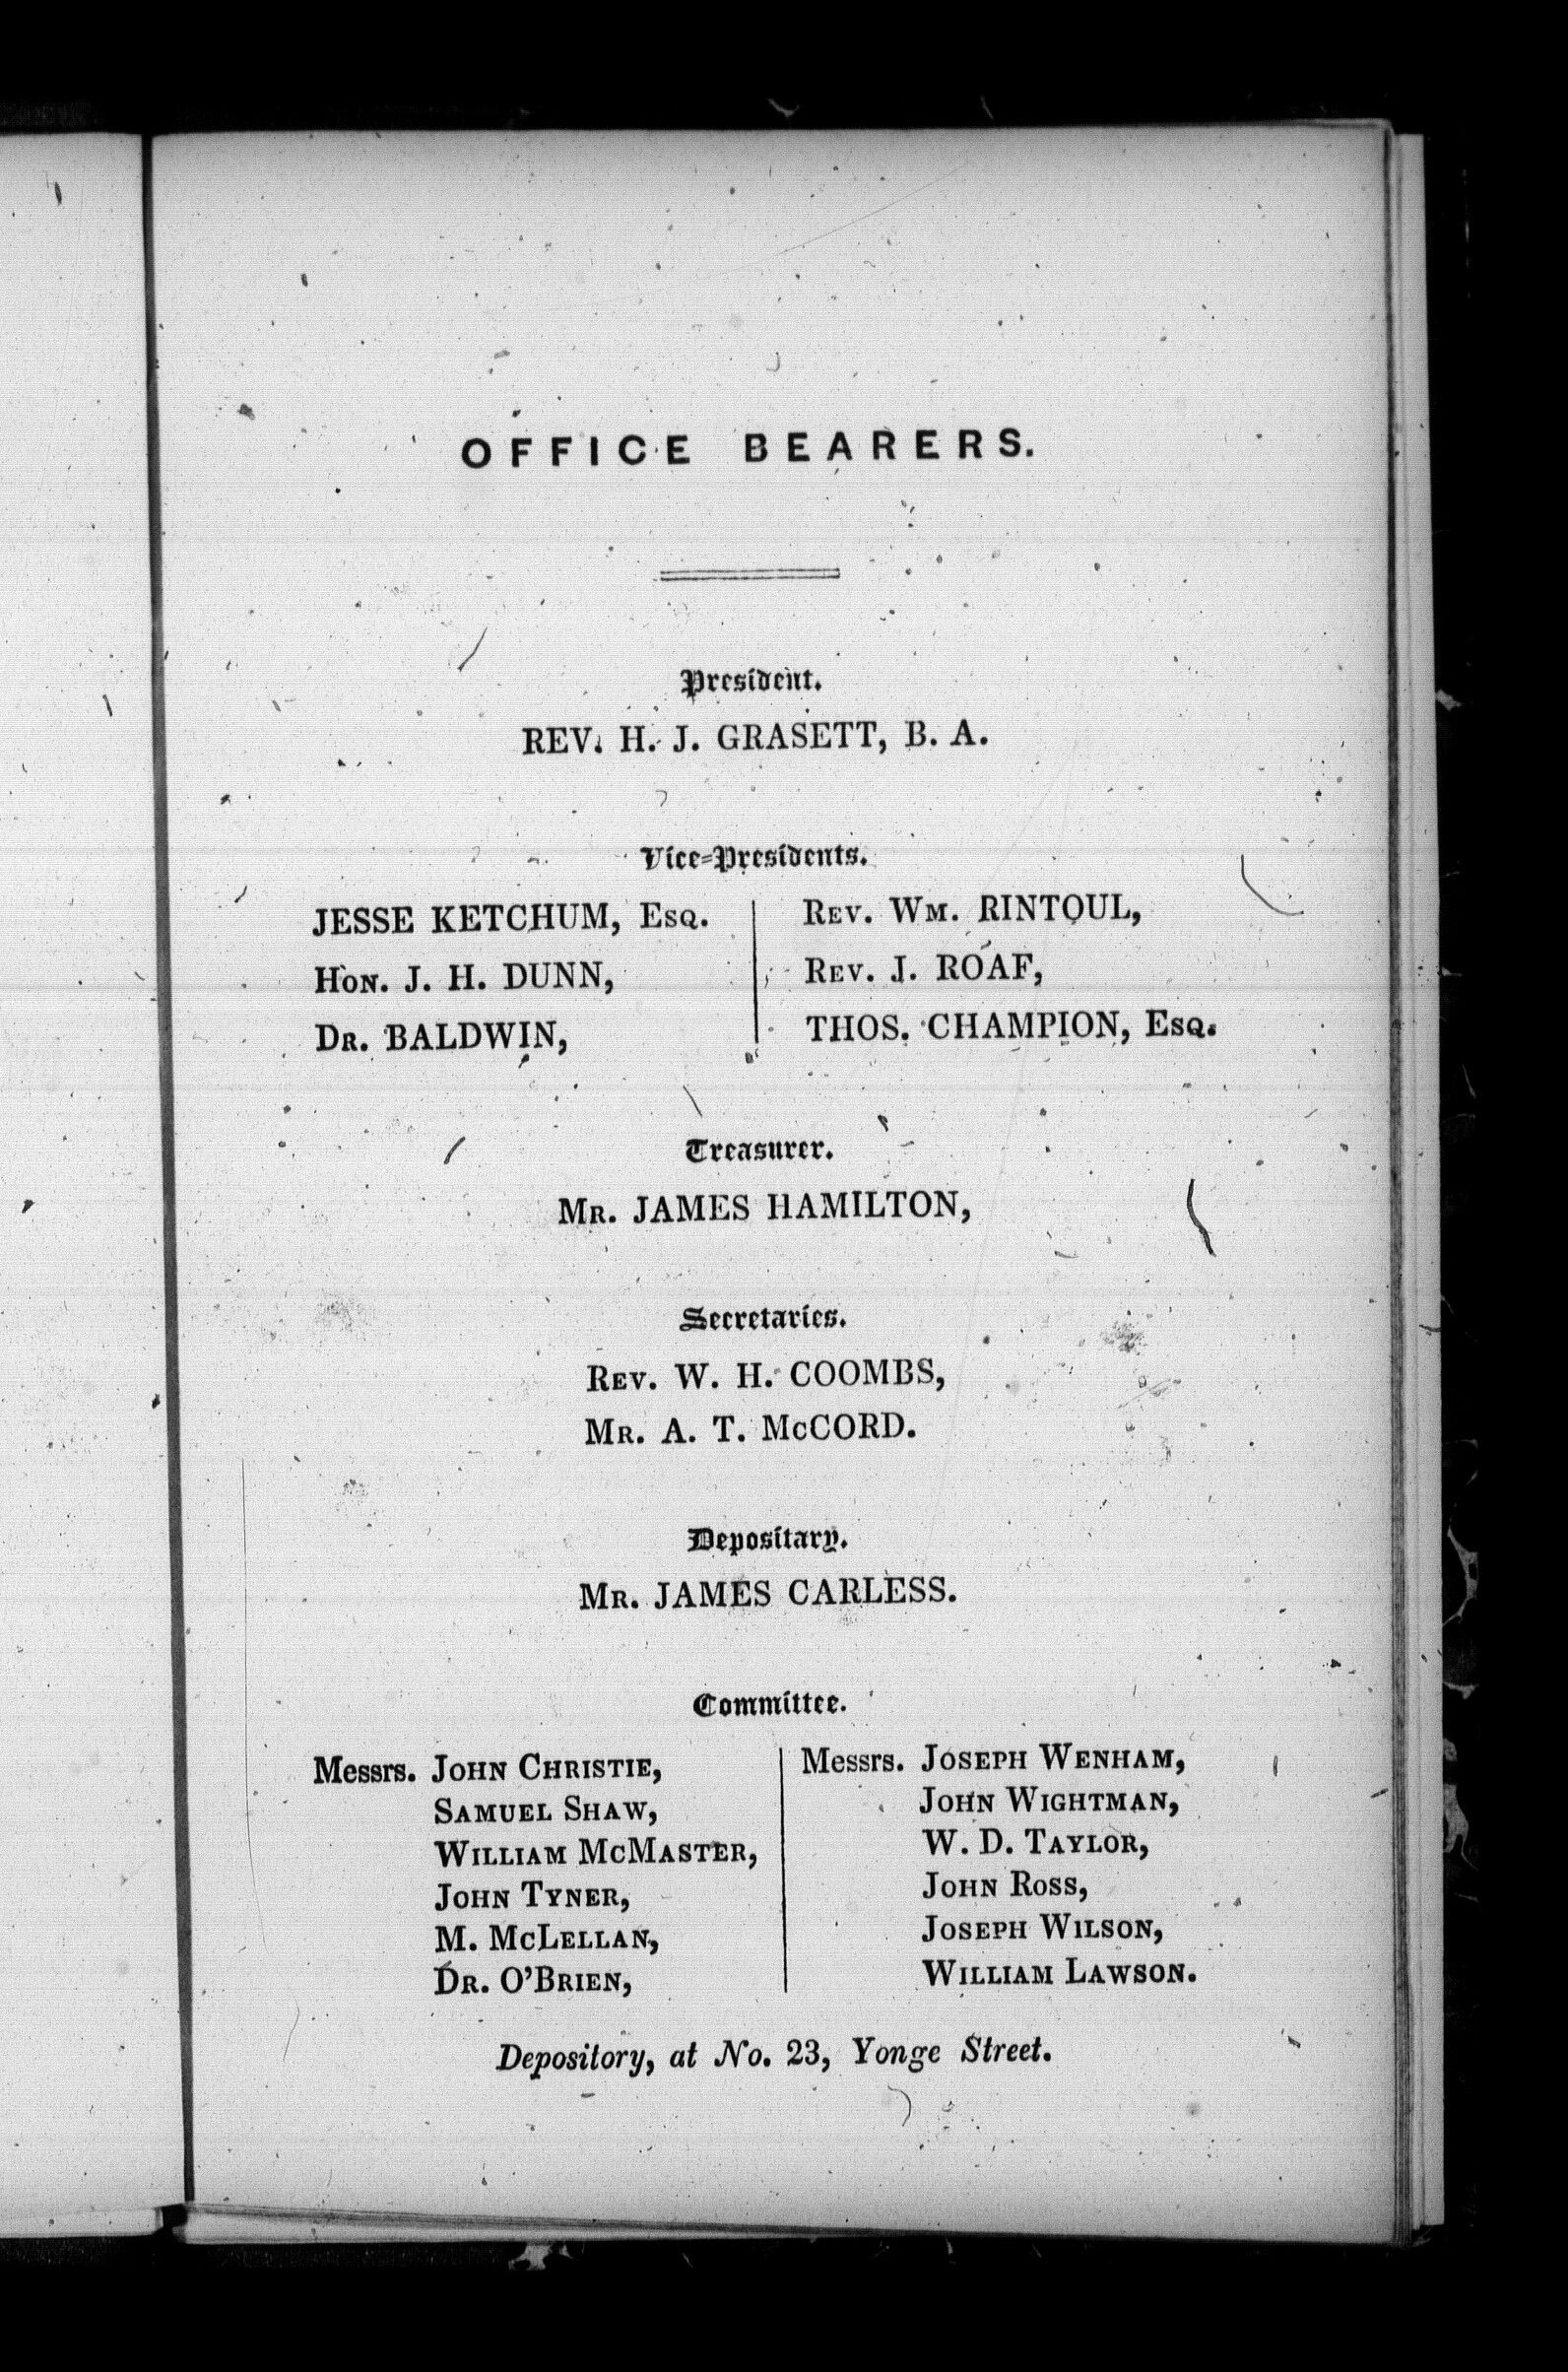 OFFICE BEARERS.
President.
REV. H. J. GRASETT, B. A.
Vice-Presidents.
JESSE KETCHUM, Esq.
Hon. J. H. DUNN,
Dr. BALDWIN,
Rev. Wm. RINTOUL,
Rev. J. ROAF,
THOS. CHAMPION, Esq.
Treasurer.
Mr. JAMES HAMILTON,
Secretaries.
Rev. W. H. COOMBS,
Mr. A. T. McCORD.
Depositary.
Mr. JAMES CARLESS.
Committee.
Messrs. John Christie,
Samuel Shaw,
William McMaster,
John Tyner,
M. McLellan,
Dr. O'Brien,
Messrs. Joseph Wenham,
John Wightman,
W. D. Taylor,
John Ross,
Joseph Wilson,
William Lawson.
Depository, at No. 23, Yonge Street.